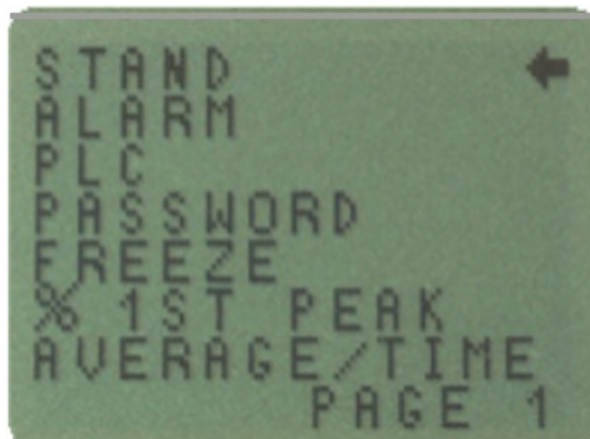 STAND
ALARM
PLC
PASSWORD
FREEZE
% 1ST PEAK
AVERAGE/TIME
PAGE 1